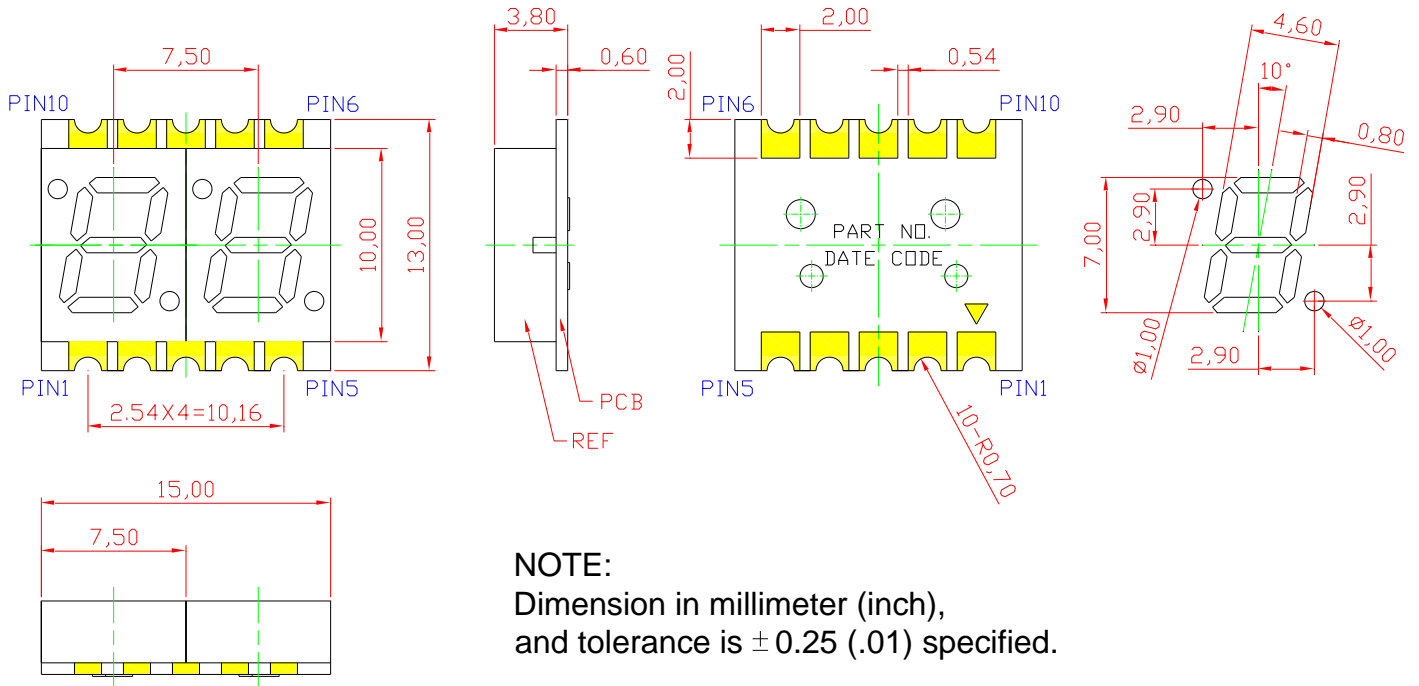 7,50
PIN10
PIN6
10,00
13,00
PIN1
PIN5
2.54X4=10,16
3,80
0,60
PCB
REF
2,00
0,54
2,00
PIN6
PIN10
PART NO.
DATE CODE
PIN5
PIN1
10-R0,70
4,60
10°
2,90
0,80
2,90
2,90
7,00
ø1,00
2,90
ø1,00
15,00
7,50
NOTE:
Dimension in millimeter (inch),
and tolerance is ±0.25 (.01) specified.